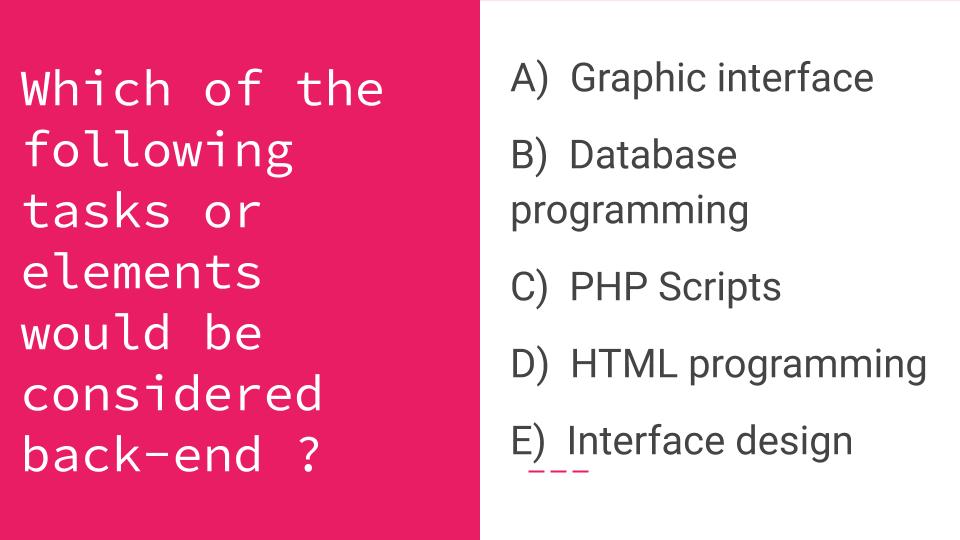 Which of the
following
tasks or
elements
would be
considered
back-end ?
A) Graphic interface
B) Database
programming
C) PHP Scripts
D) HTML programming
E) Interface design